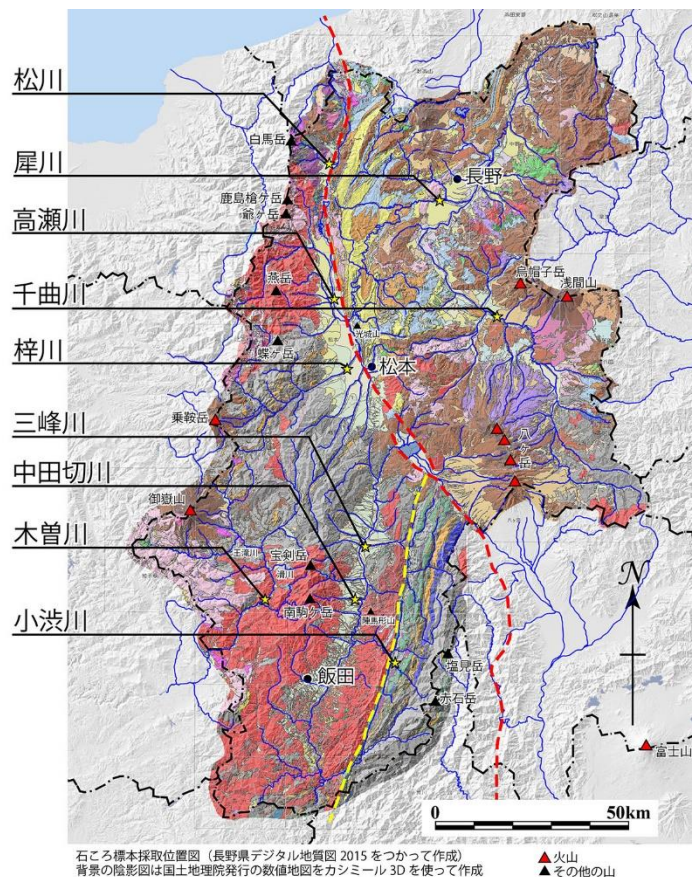 松川
白馬岳
犀川
長野
鹿島槍ケ岳
爺ケ岳
高瀬川
烏帽子岳
浅間山
燕岳
千曲川
光城山
蝶ヶ岳
松本
梓川
乗鞍岳
八ヶ岳
三峰川
御嶽山
中田切川
王滝川
宝剣岳
滑川
木曽川
南駒ヶ岳
陣馬形山
N
小渋川
飯田
塩見岳
赤石岳
富士山
0
50km
石ころ標本採取位置図（長野県デジタル地質図 2015 をつかって作成）
背景の陰影図は国土地理院発行の数値地図をカシミール 3D を使って作成
火山
その他の山